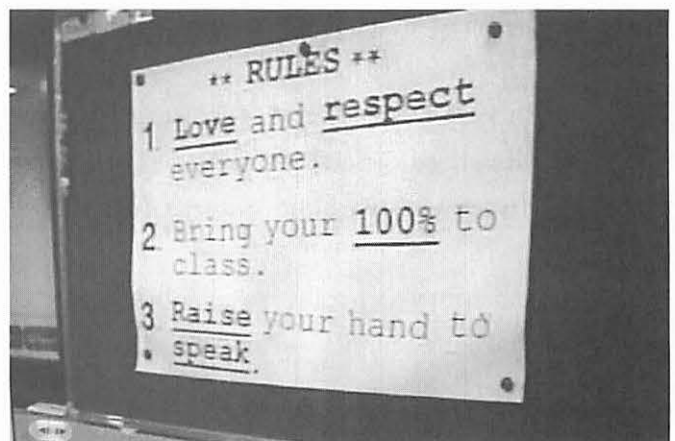 ** RULES **
1. Love and respect
everyone.
2. Bring your 100% to
class.
3. Raise your hand to
speak.